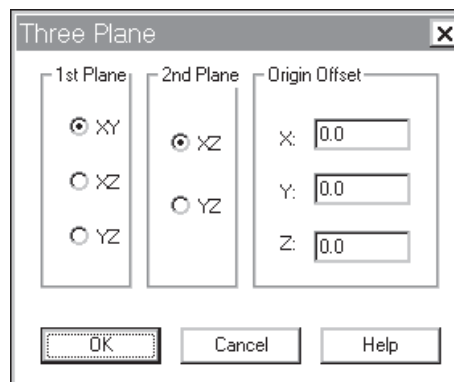 Three Plane
1st Plane
XY
XZ
YZ
2nd Plane
XZ
YZ
Origin Offset
X: 0.0
Y: 0.0
Z: 0.0
OK Cancel Help